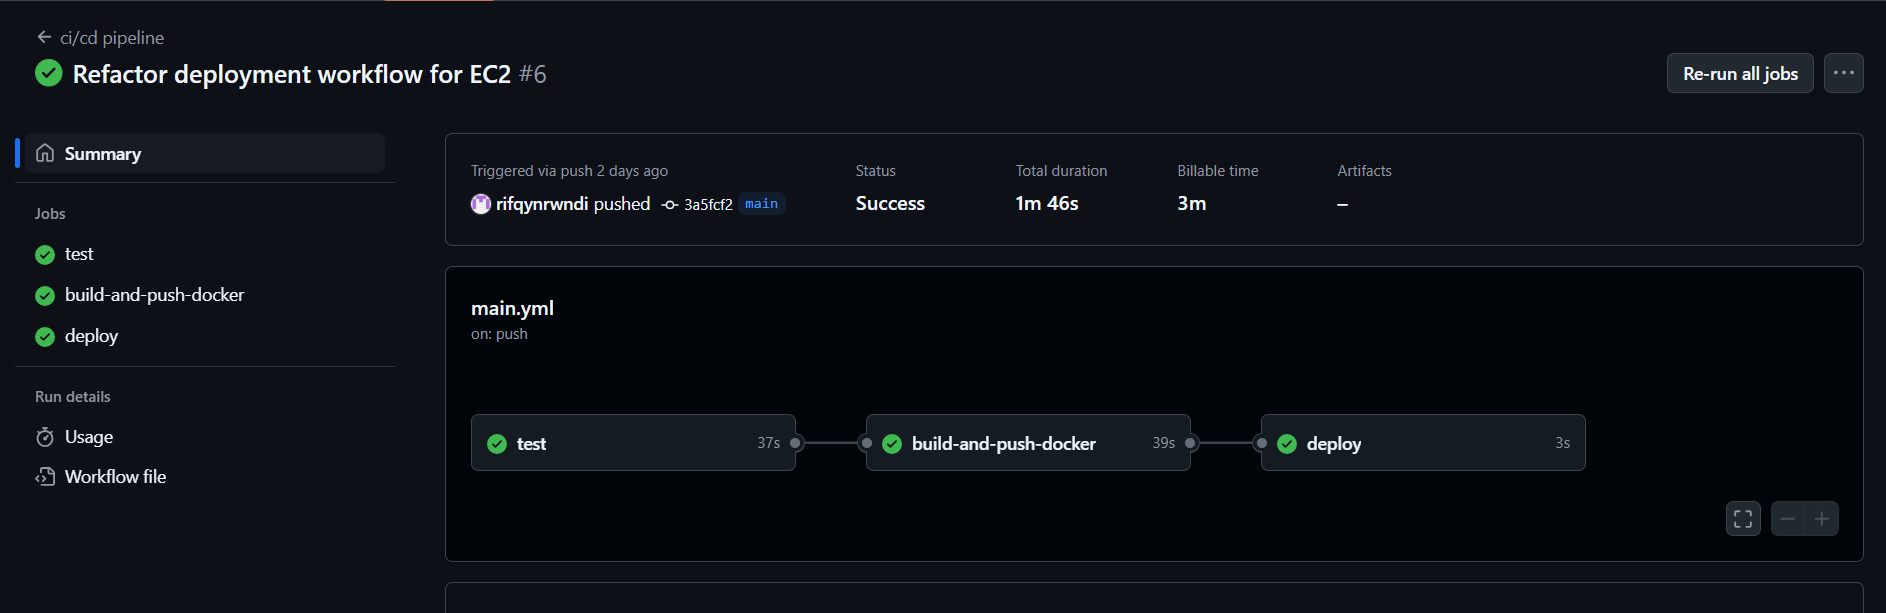 ci/cd pipeline
Refactor deployment workflow for EC2 #6
Re-run all jobs
Summary
Jobs
test
build-and-push-docker
deploy
Run details
Usage
Workflow file
Triggered via push 2 days ago
rifqynrwndi pushed 3a5fcf2 main
Status
Success
Total duration
1m 46s
Billable time
3m
Artifacts
–
main.yml
on: push
test 37s
build-and-push-docker 39s
deploy 3s